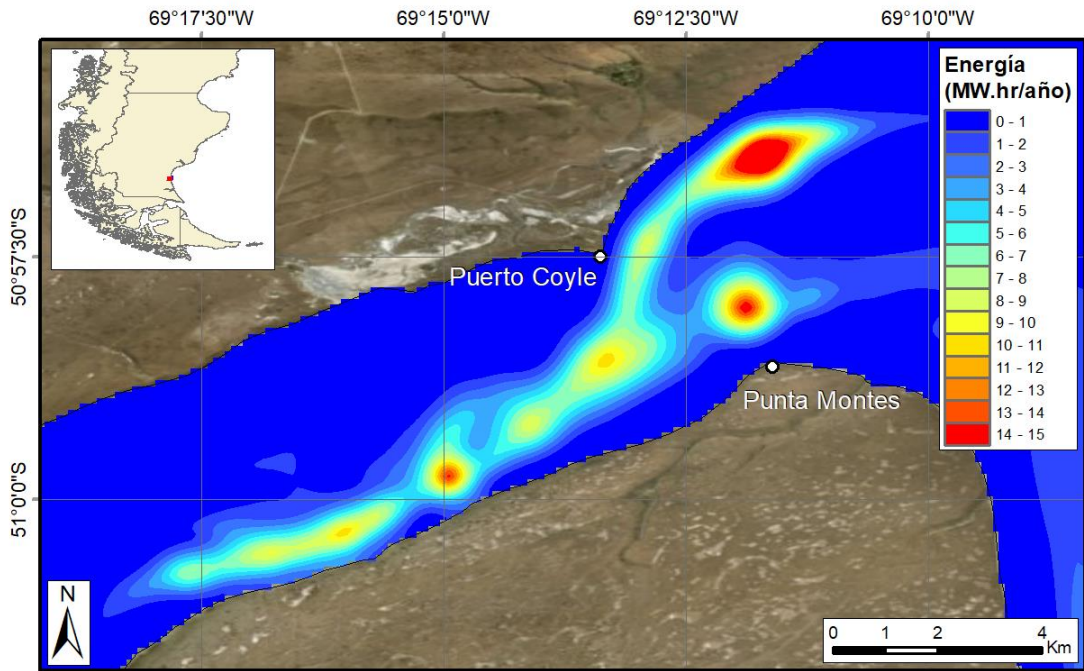 69°17'30"W 69°15'0"W 69°12'30"W 69°10'0"W
Energía
(MW.hr/año)
0 - 1
1 - 2
2 - 3
3 - 4
4 - 5
5 - 6
6 - 7
7 - 8
8 - 9
9 - 10
10 - 11
11 - 12
12 - 13
13 - 14
14 - 15
50°57'30"S
Puerto Coyle
Punta Montes
51°0'0"S
N
0 1 2 4
Km